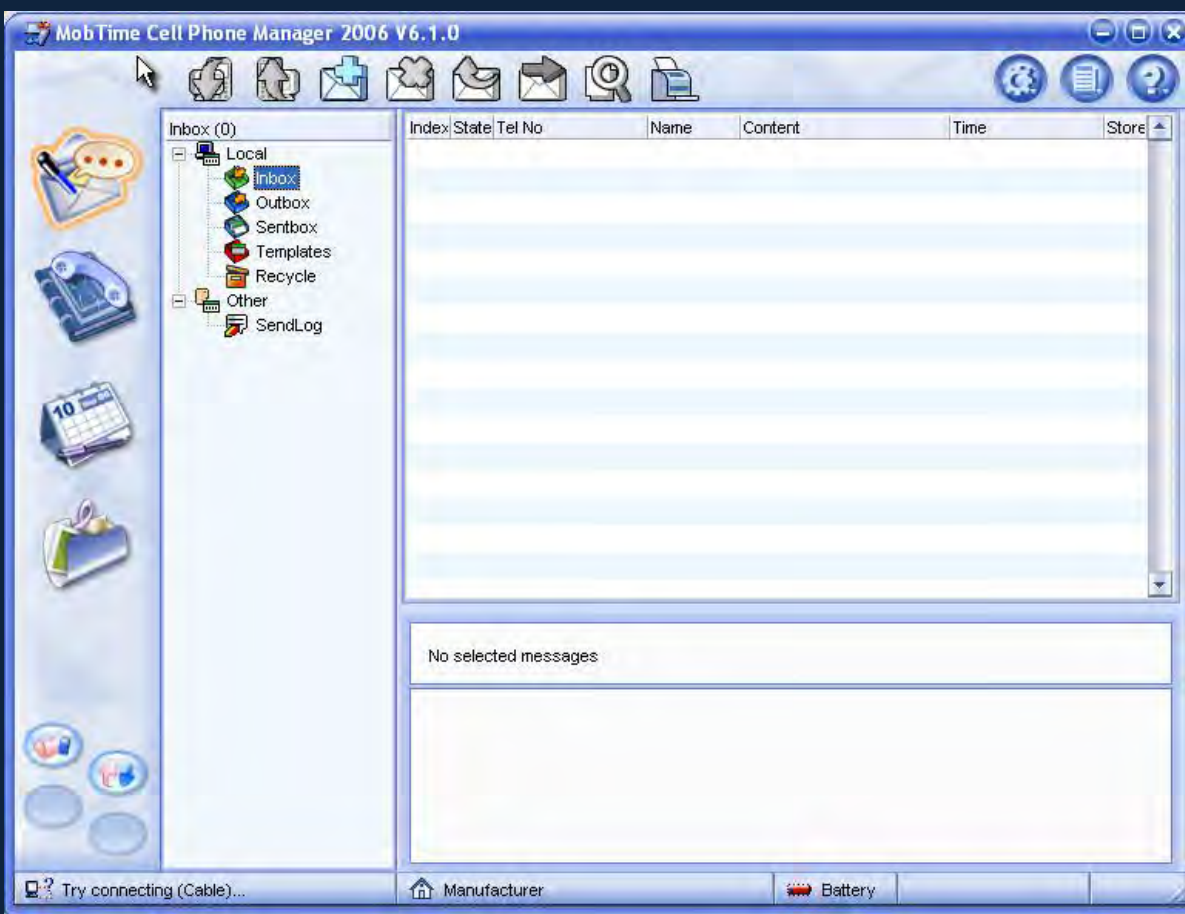 MobTime Cell Phone Manager 2006 V6.1.0
Inbox (0)
Local
Inbox
Outbox
Sentbox
Templates
Recycle
Other
SendLog
Index State Tel No Name Content Time Store
10
No selected messages
Try connecting (Cable)... Manufacturer Battery